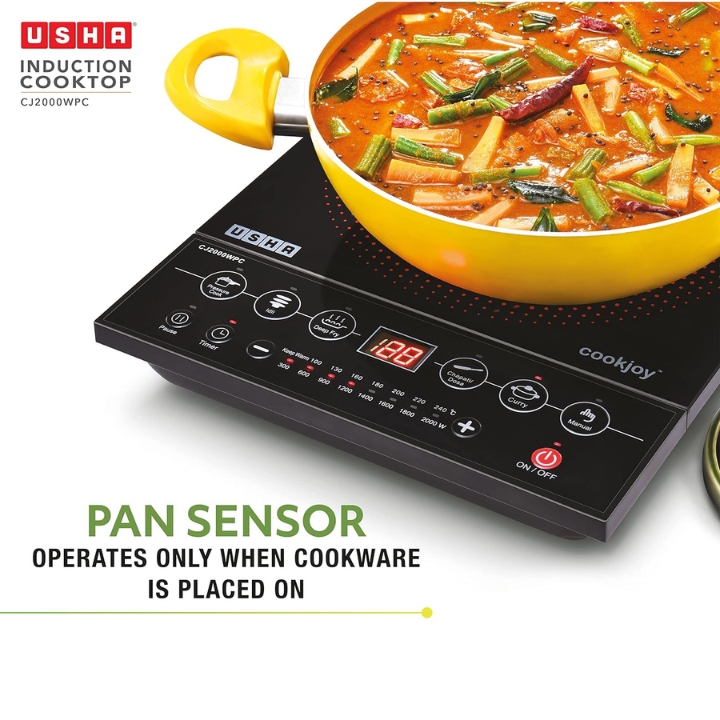 USHA
INDUCTION
COOKTOP
CJ2000WPC
USHA
CJ2000WPC
Pressure
Cook
Idli
Deep Fry
188
Chapati/
Dosa
Curry
Manual
Pause
Timer
Keep Warm 100 130 160 180 200 220 240 °C
300 600 900 1200 1400 1600 1800 2000 W
ON / OFF
cookjoy™
PAN SENSOR
OPERATES ONLY WHEN COOKWARE
IS PLACED ON